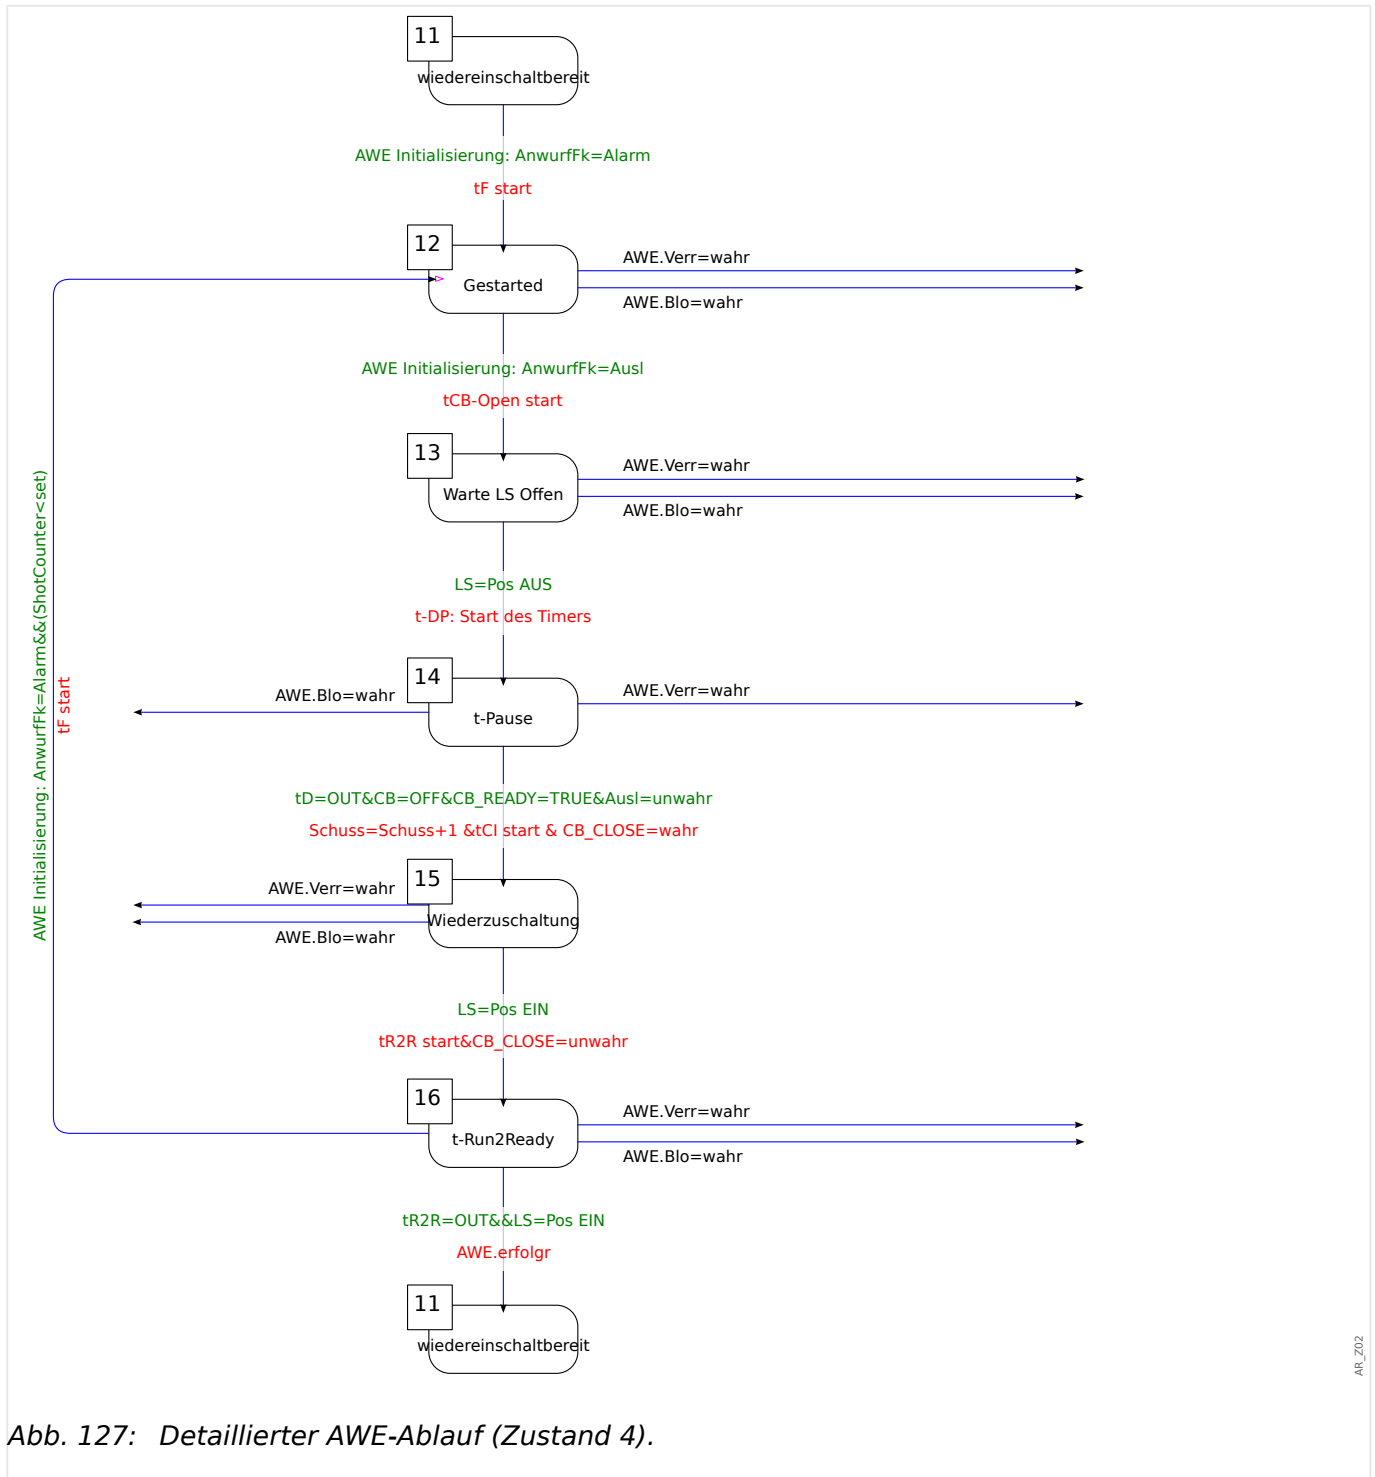 11
wiedereinschaltbereit
AWE Initialisierung: AnwurfFk=Alarm
tF start
12
Gestarted
AWE.Verr=wahr
AWE.Blo=wahr
AWE Initialisierung: AnwurfFk=Ausl
tCB-Open start
13
Warte LS Offen
AWE.Verr=wahr
AWE.Blo=wahr
LS=Pos AUS
t-DP: Start des Timers
AWE Initialisierung: AnwurfFk=Alarm&&(ShotCounter<set)
tF start
14
t-Pause
AWE.Blo=wahr
AWE.Verr=wahr
tD=OUT&CB=OFF&CB_READY=TRUE&Ausl=unwahr
Schuss=Schuss+1 &tCI start & CB_CLOSE=wahr
15
AWE.Verr=wahr
Wiederzuschaltung
AWE.Blo=wahr
LS=Pos EIN
tR2R start&CB_CLOSE=unwahr
16
t-Run2Ready
AWE.Verr=wahr
AWE.Blo=wahr
tR2R=OUT&&LS=Pos EIN
AWE.erfolgr
11
wiedereinschaltbereit
AR_Z02
Abb. 127: Detaillierter AWE-Ablauf (Zustand 4).